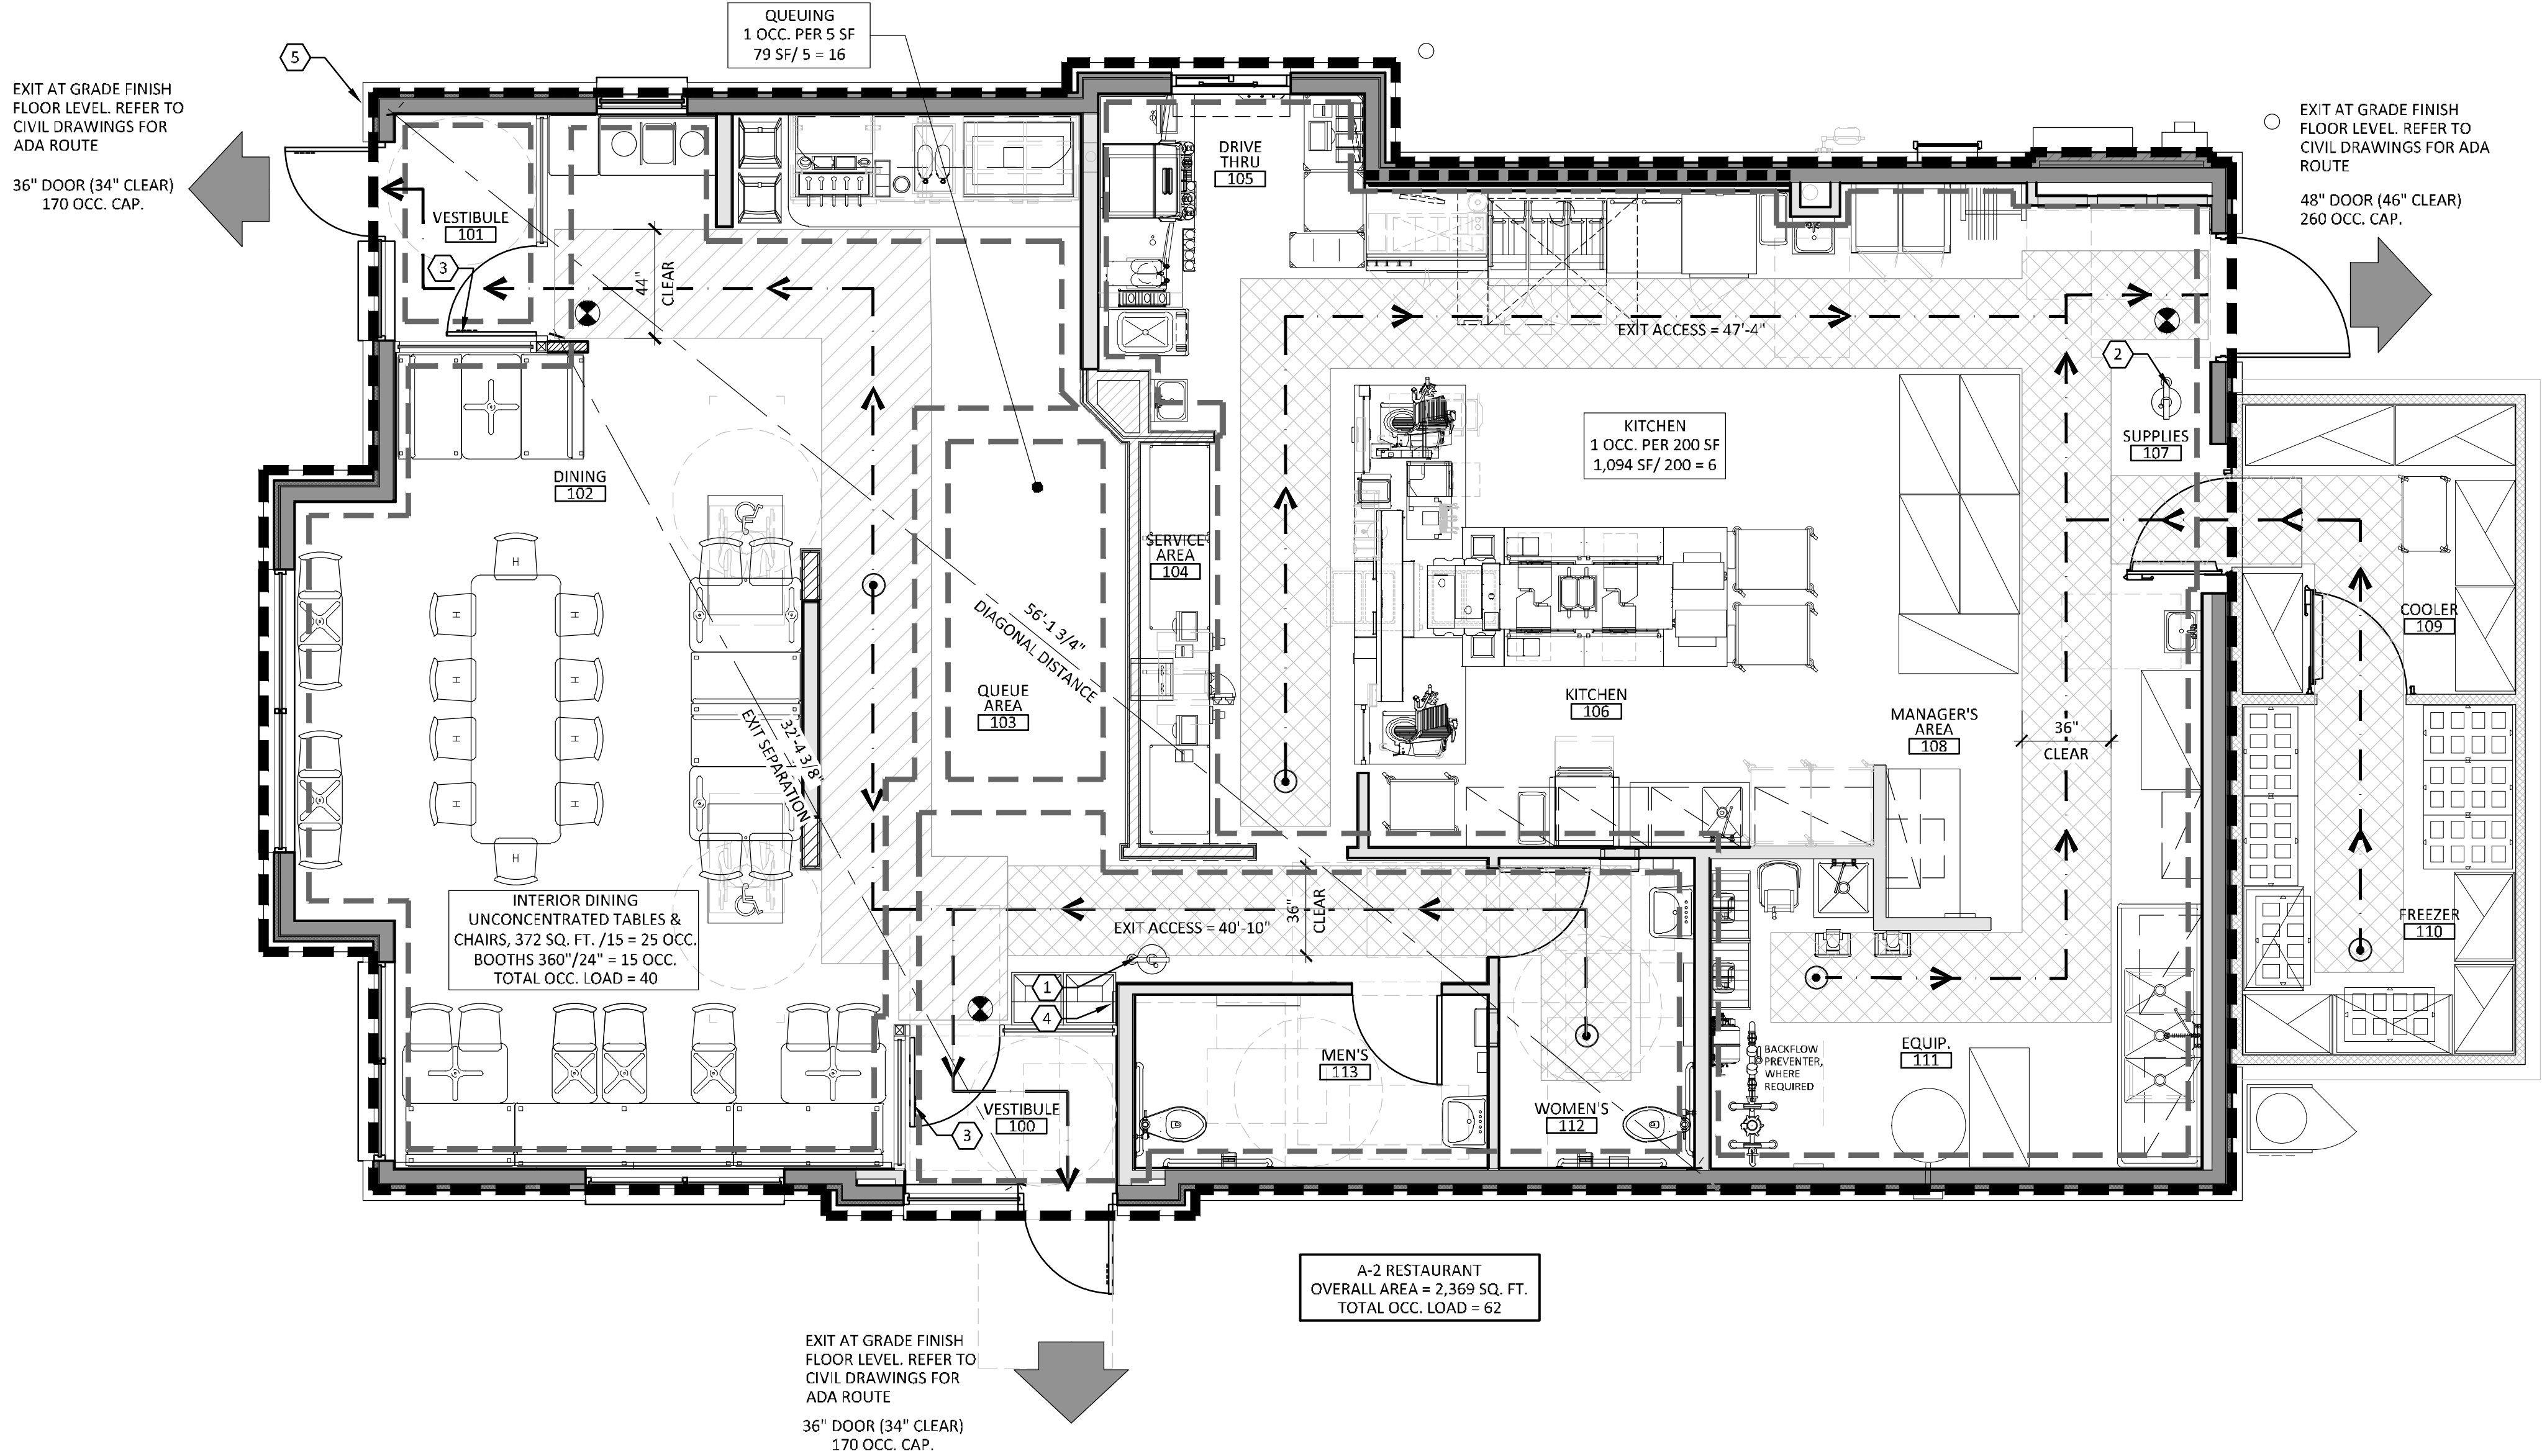 QUEUING
1 OCC. PER 5 SF
79 SF/ 5 = 16
5
EXIT AT GRADE FINISH
FLOOR LEVEL. REFER TO
CIVIL DRAWINGS FOR
ADA ROUTE
36" DOOR (34" CLEAR)
170 OCC. CAP.
EXIT AT GRADE FINISH
FLOOR LEVEL. REFER TO
CIVIL DRAWINGS FOR ADA
ROUTE
48" DOOR (46" CLEAR)
260 OCC. CAP.
DRIVE
THRU
105
VESTIBULE
101
3
44"
CLEAR
EXIT ACCESS = 47'-4"
2
SUPPLIES
107
KITCHEN
1 OCC. PER 200 SF
1,094 SF/ 200 = 6
DINING
102
SERVICE
AREA
104
H
H
H
H
H
H
H
H
H
H
56'-1 3/4"
DIAGONAL DISTANCE
COOLER
109
QUEUE
AREA
103
KITCHEN
106
MANAGER'S
AREA
108
36"
CLEAR
32'-4 3/8"
EXIT SEPARATION
INTERIOR DINING
UNCONCENTRATED TABLES &
CHAIRS, 372 SQ. FT. /15 = 25 OCC.
BOOTHS 360"/24" = 15 OCC.
TOTAL OCC. LOAD = 40
36"
CLEAR
EXIT ACCESS = 40'-10"
FREEZER
110
1
4
MEN'S
113
WOMEN'S
112
BACKFLOW
PREVENTER,
WHERE
REQUIRED
EQUIP.
111
VESTIBULE
100
3
A-2 RESTAURANT
OVERALL AREA = 2,369 SQ. FT.
TOTAL OCC. LOAD = 62
EXIT AT GRADE FINISH
FLOOR LEVEL. REFER TO
CIVIL DRAWINGS FOR
ADA ROUTE
36" DOOR (34" CLEAR)
170 OCC. CAP.